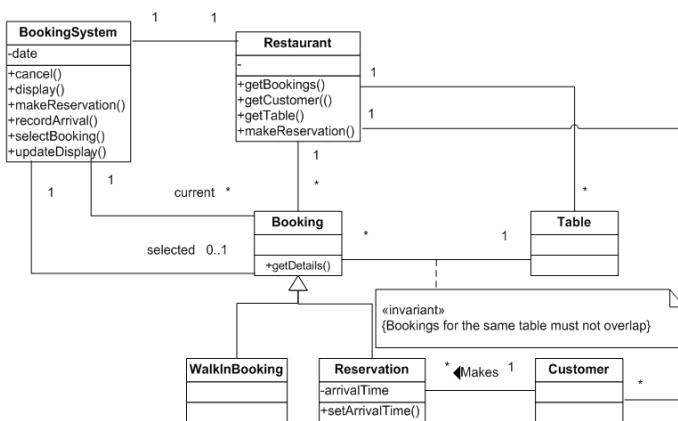 1 1
BookingSystem
-date
+cancel()
+display()
+makeReservation()
+recordArrival()
+selectBooking()
+updateDisplay()
Restaurant
-
+getBookings()
+getCustomer(()
+getTable()
+makeReservation()
1
1
1
*
1
1
current *
selected 0..1
*
Booking
+getDetails()
* 1
Table
«invariant»
{Bookings for the same table must not overlap}
WalkInBooking
Reservation
-arrivalTime
+setArrivalTime()
* Makes 1
Customer
*